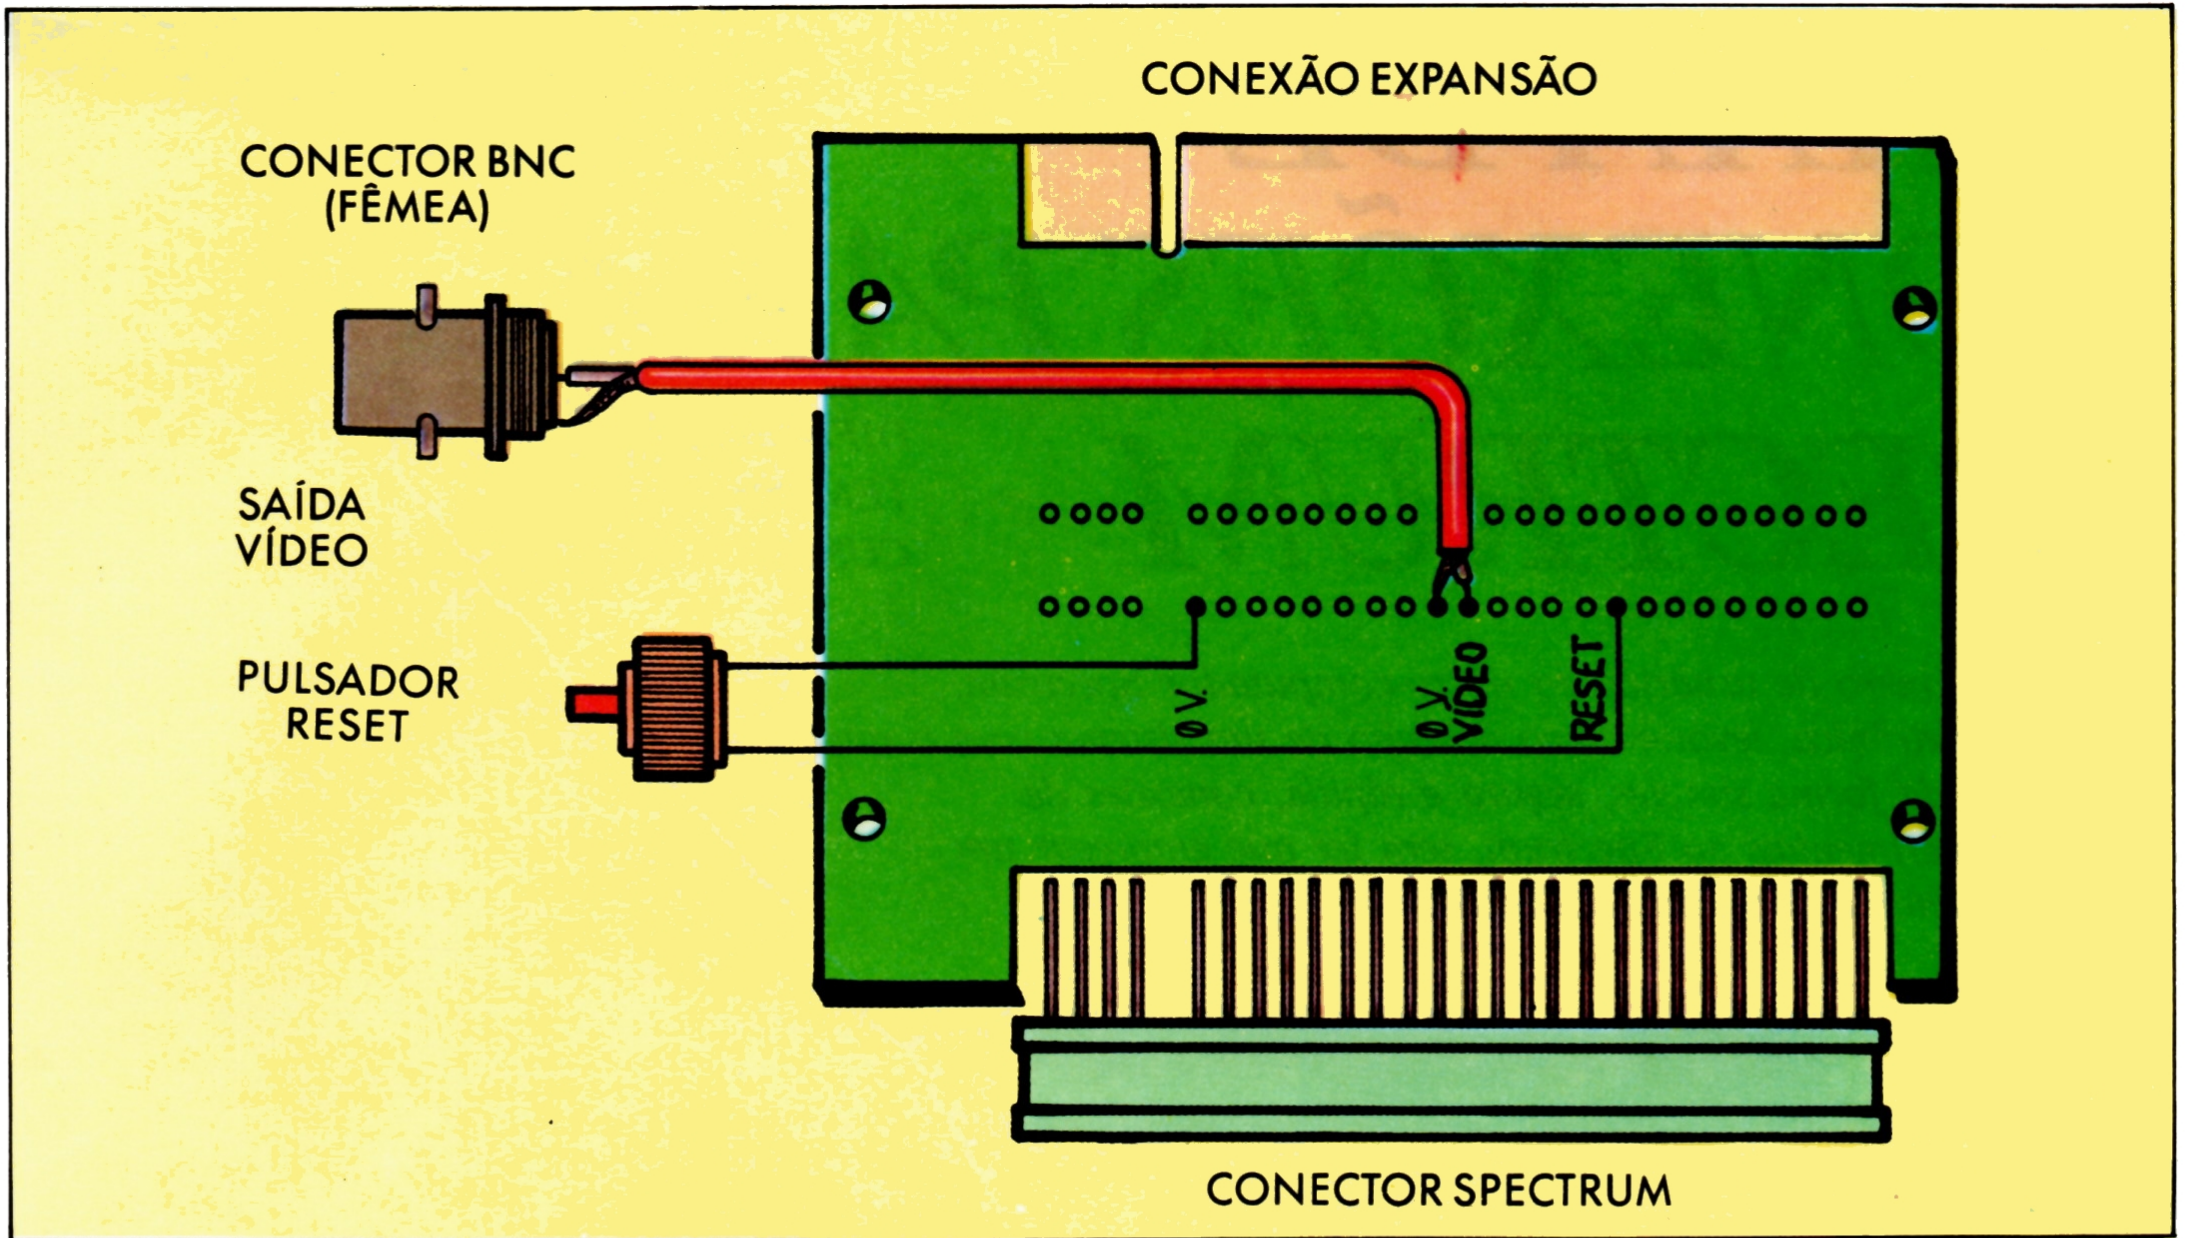 CONEXÃO EXPANSÃO
CONECTOR BNC
(FÊMEA)
SAÍDA
VÍDEO
PULSADOR
RESET
0 V.
0 V.
VÍDEO
RESET
CONECTOR SPECTRUM